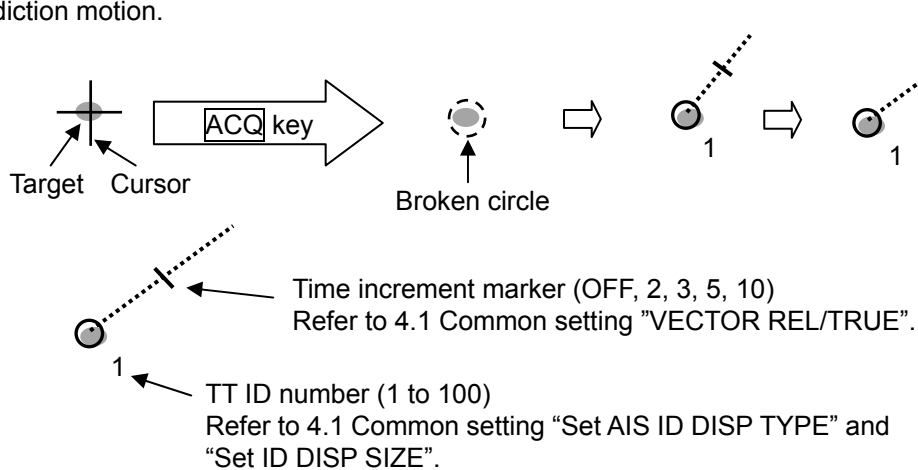 diction motion.
ACQ key
1
1
Target Cursor
Broken circle
Time increment marker (OFF, 2, 3, 5, 10)
Refer to 4.1 Common setting ”VECTOR REL/TRUE”.
1
TT ID number (1 to 100)
Refer to 4.1 Common setting “Set AIS ID DISP TYPE” and
“Set ID DISP SIZE”.